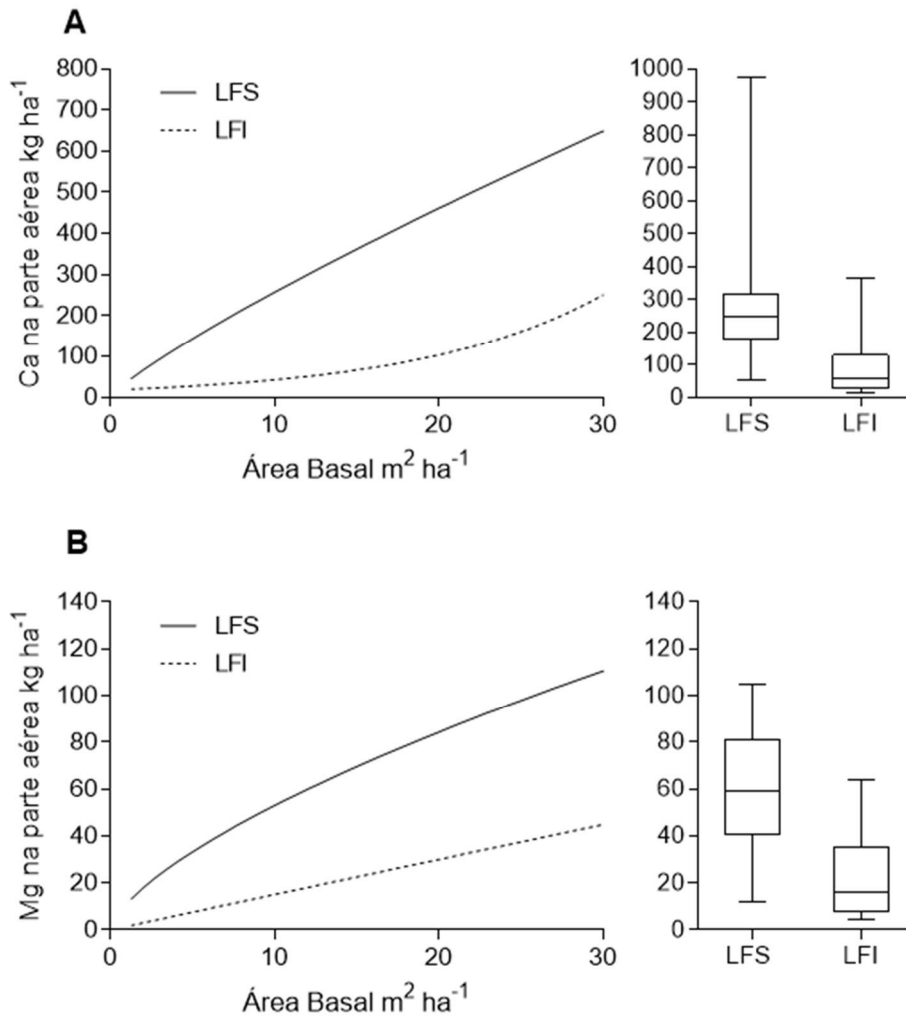 A
Ca na parte aérea kg ha⁻¹
800
700
600
500
400
300
200
100
0
LFS
LFI
0 10 20 30
Área Basal m² ha⁻¹
1000
900
800
700
600
500
400
300
200
100
0
LFS LFI
B
Mg na parte aérea kg ha⁻¹
140
120
100
80
60
40
20
0
LFS
LFI
0 10 20 30
Área Basal m² ha⁻¹
140
120
100
80
60
40
20
0
LFS LFI